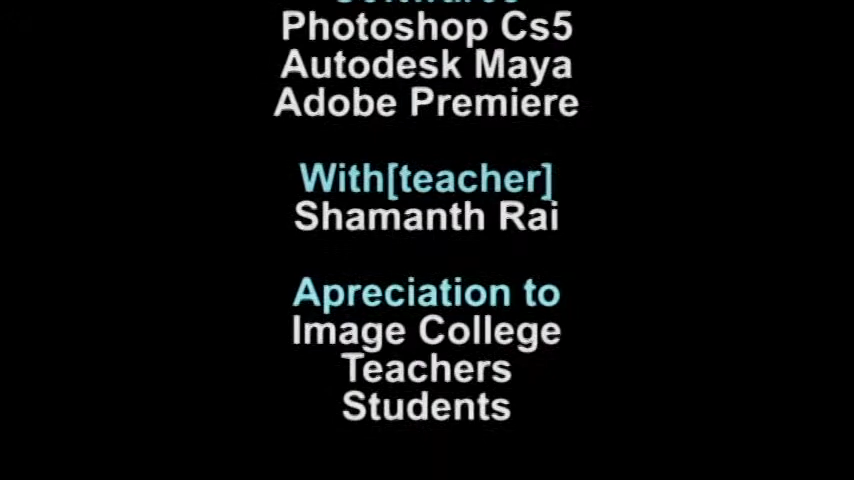 Photoshop Cs5
Autodesk Maya
Adobe Premiere
With[teacher]
Shamanth Rai
Apreciation to
Image College
Teachers
Students